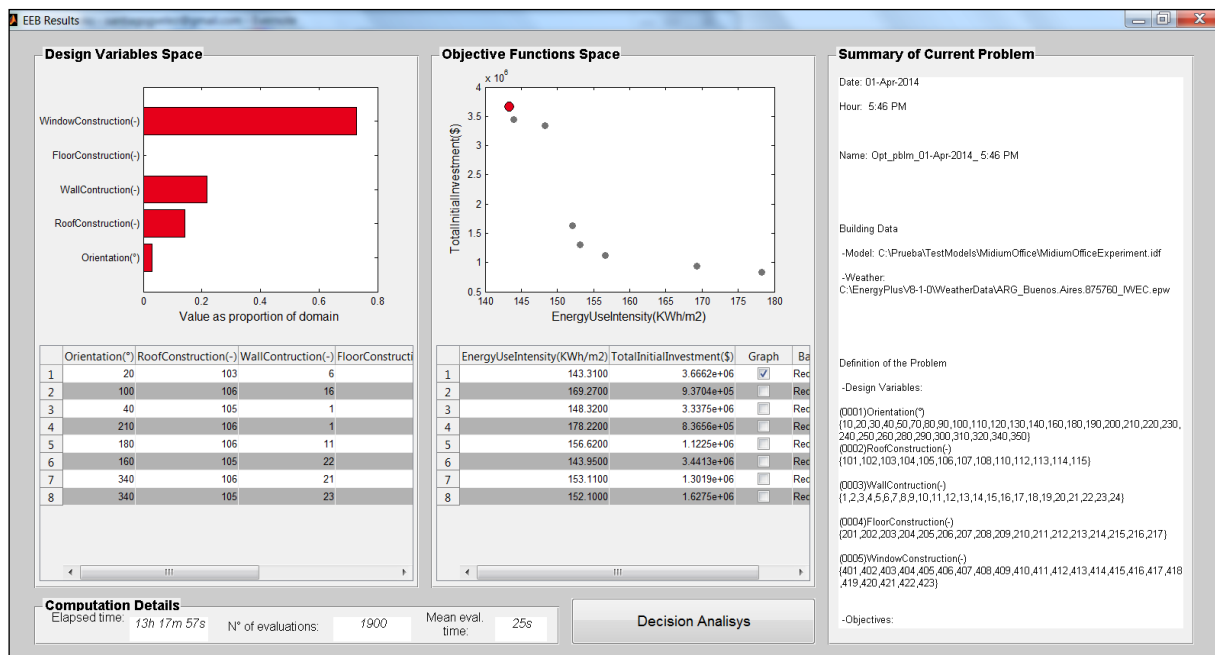 EEB Results
Design Variables Space
WindowConstruction(-)
FloorConstruction(-)
WallContruction(-)
RoofConstruction(-)
Orientation(°)
0 0.2 0.4 0.6 0.8
Value as proportion of domain
Orientation(°) RoofConstruction(-) WallContruction(-) FloorConstructi
1 20 103 6
2 100 106 16
3 40 105 1
4 210 106 1
5 180 106 11
6 160 105 22
7 340 106 21
8 340 105 23
Objective Functions Space
x 10⁶
4
3.5
3
2.5
2
1.5
1
0.5
TotalInitialInvestment($)
140 145 150 155 160 165 170 175 180
EnergyUseIntensity(KWh/m2)
EnergyUseIntensity(KWh/m2) TotalInitialInvestment($) Graph Ba
1 143.3100 3.6662e+06 Rec
2 169.2700 9.3704e+05 Rec
3 148.3200 3.3375e+06 Rec
4 178.2200 8.3656e+05 Rec
5 156.6200 1.1225e+06 Rec
6 143.9500 3.4413e+06 Rec
7 153.1100 1.3019e+06 Rec
8 152.1000 1.6275e+06 Rec
Summary of Current Problem
Date: 01-Apr-2014
Hour: 5:46 PM
Name: Opt_pblm_01-Apr-2014_ 5:46 PM
Building Data
-Model: C:\Prueba\TestModels\MidiumOffice\MidiumOfficeExperiment.idf
-Weather:
C:\EnergyPlusV8-1-0\WeatherData\ARG_Buenos.Aires.875760_IWEC.epw
Definition of the Problem
-Design Variables:
(0001)Orientation(°)
{10,20,30,40,50,70,80,90,100,110,120,130,140,160,180,190,200,210,220,230,
240,250,260,280,290,300,310,320,340,350}
(0002)RoofConstruction(-)
{101,102,103,104,105,106,107,108,110,112,113,114,115}
(0003)WallContruction(-)
{1,2,3,4,5,6,7,8,9,10,11,12,13,14,15,16,17,18,19,20,21,22,23,24}
(0004)FloorConstruction(-)
{201,202,203,204,205,206,207,208,209,210,211,212,213,214,215,216,217}
(0005)WindowConstruction(-)
{401,402,403,404,405,406,407,408,409,410,411,412,413,414,415,416,417,418
,419,420,421,422,423}
-Objectives:
Computation Details
Elapsed time: 13h 17m 57s N° of evaluations: 1900 Mean eval. time: 25s
Decision Analisys